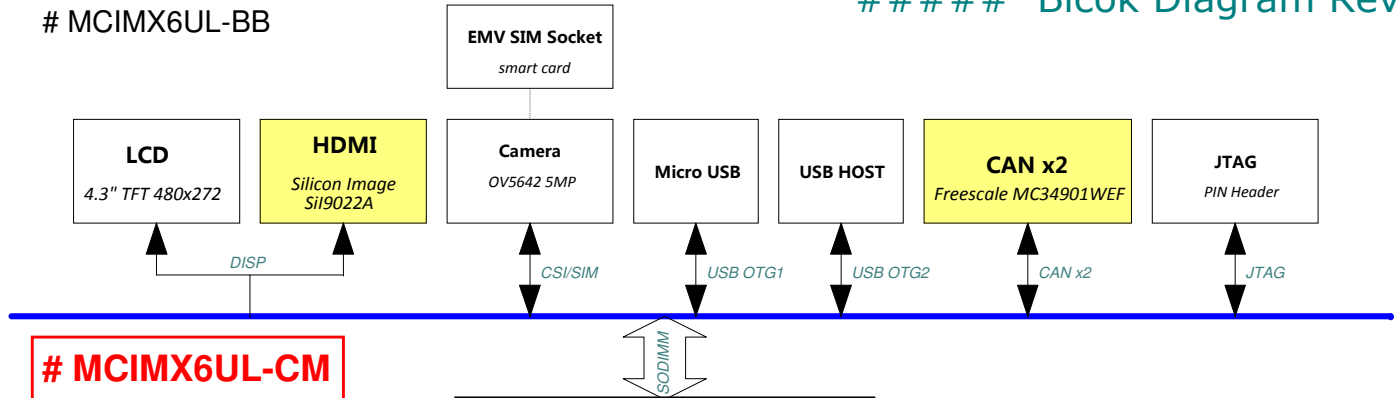 # MCIMX6UL-BB
##### Blcok Diagram Rev
EMV SIM Socket
smart card
LCD
4.3" TFT 480x272
HDMI
Silicon Image
SiI9022A
Camera
OV5642 5MP
Micro USB
USB HOST
CAN x2
Freescale MC34901WEF
JTAG
PIN Header
DISP
CSI/SIM
USB OTG1
USB OTG2
CAN x2
JTAG
# MCIMX6UL-CM
SODIMM